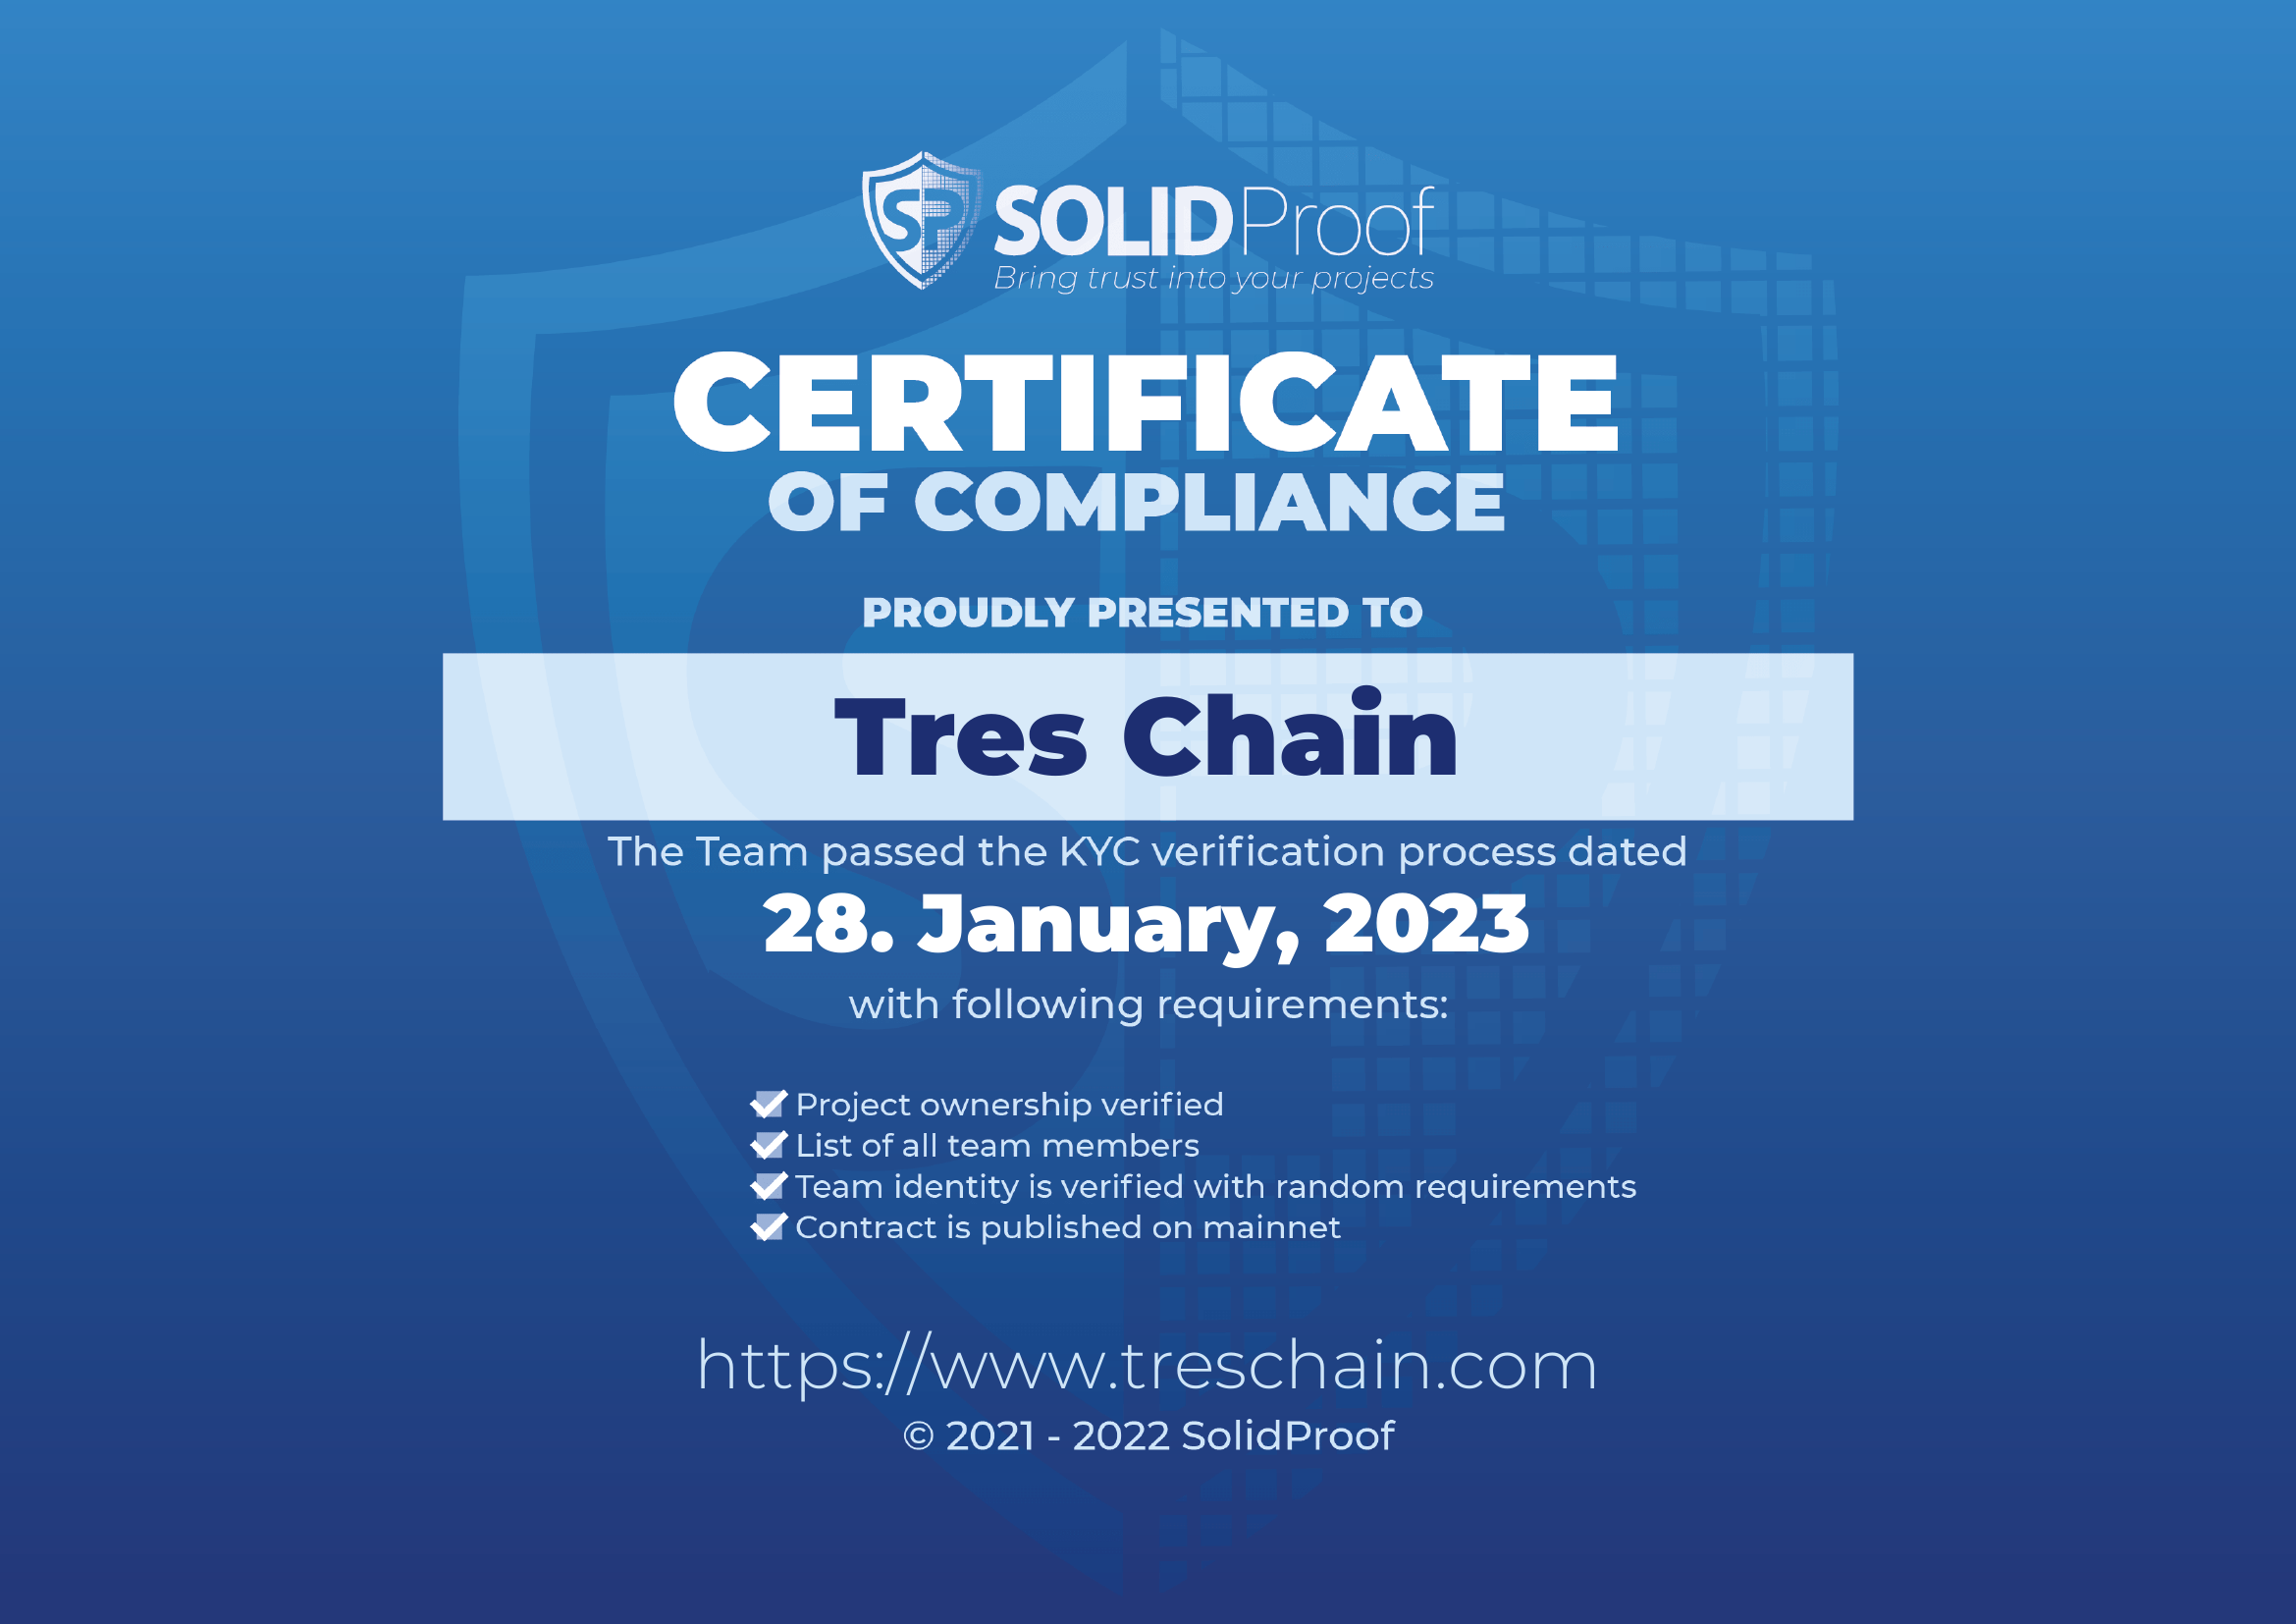 SP SOLIDProof
Bring trust into your projects
CERTIFICATE
OF COMPLIANCE
PROUDLY PRESENTED TO
Tres Chain
The Team passed the KYC verification process dated
28. January, 2023
with following requirements:
Project ownership verified
List of all team members
Team identity is verified with random requirements
Contract is published on mainnet
https://www.treschain.com
© 2021 - 2022 SolidProof